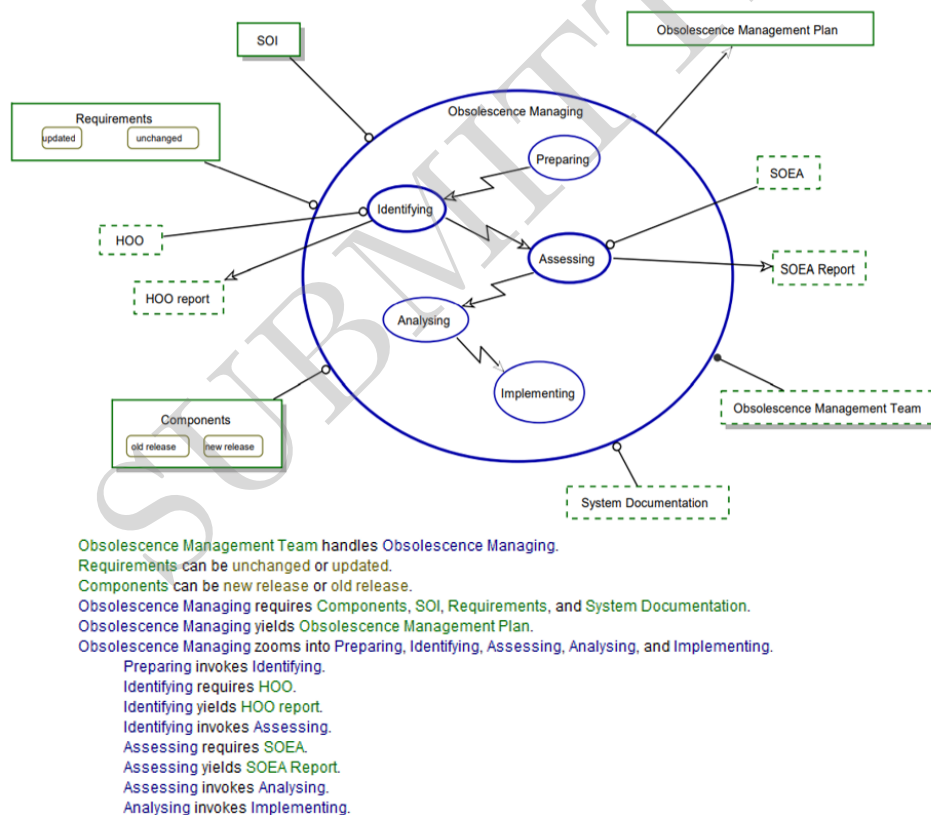 SOI
Obsolescence Management Plan
Obsolescence Managing
Requirements
updated
unchanged
Preparing
SOEA
Identifying
HOO
Assessing
SOEA Report
HOO report
Analysing
Implementing
Components
old release
new release
Obsolescence Management Team
System Documentation
SUBMITT
Obsolescence Management Team handles Obsolescence Managing.
Requirements can be unchanged or updated.
Components can be new release or old release.
Obsolescence Managing requires Components, SOI, Requirements, and System Documentation.
Obsolescence Managing yields Obsolescence Management Plan.
Obsolescence Managing zooms into Preparing, Identifying, Assessing, Analysing, and Implementing.
Preparing invokes Identifying.
Identifying requires HOO.
Identifying yields HOO report.
Identifying invokes Assessing.
Assessing requires SOEA.
Assessing yields SOEA Report.
Assessing invokes Analysing.
Analysing invokes Implementing.